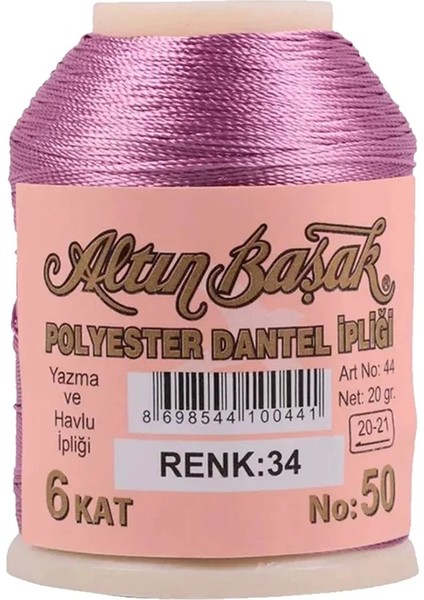 Altın Başak®
POLYESTER DANTEL İPLİĞİ
Yazma
ve
Havlu
İpliği
8 698544 100441
Art No: 44
Net: 20 gr.
20-21
RENK:34
6 KAT
No: 50